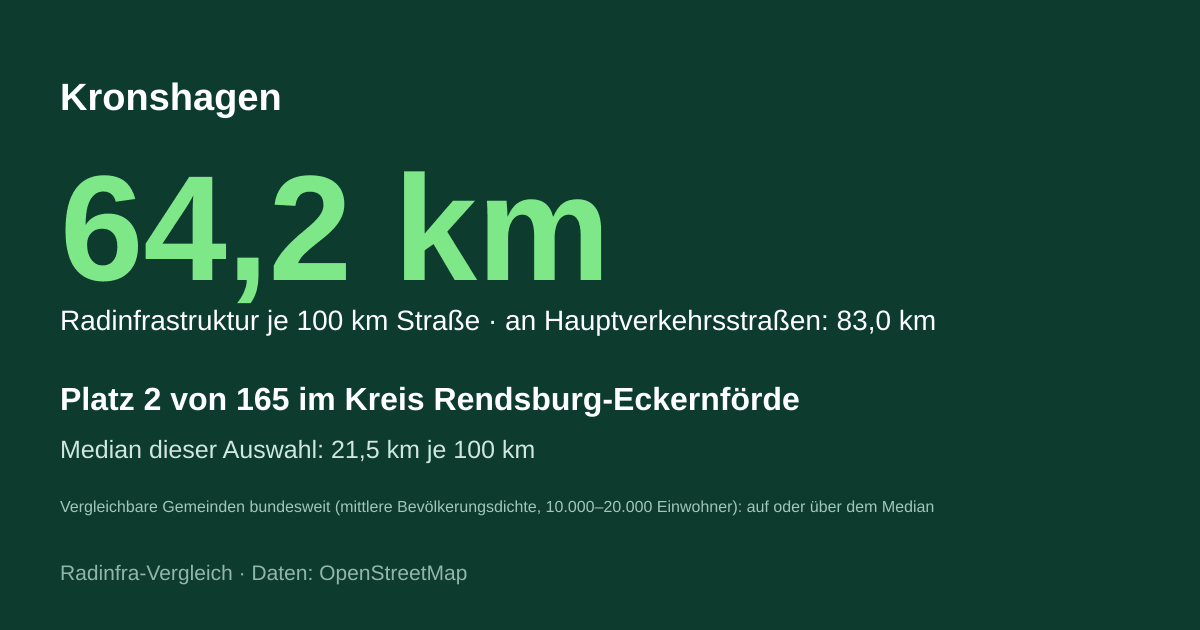 Kronshagen
64,2 km
Radinfrastruktur je 100 km Straße · an Hauptverkehrsstraßen: 83,0 km
Platz 2 von 165 im Kreis Rendsburg-Eckernförde
Median dieser Auswahl: 21,5 km je 100 km
Vergleichbare Gemeinden bundesweit (mittlere Bevölkerungsdichte, 10.000–20.000 Einwohner): auf oder über dem Median
Radinfra-Vergleich · Daten: OpenStreetMap